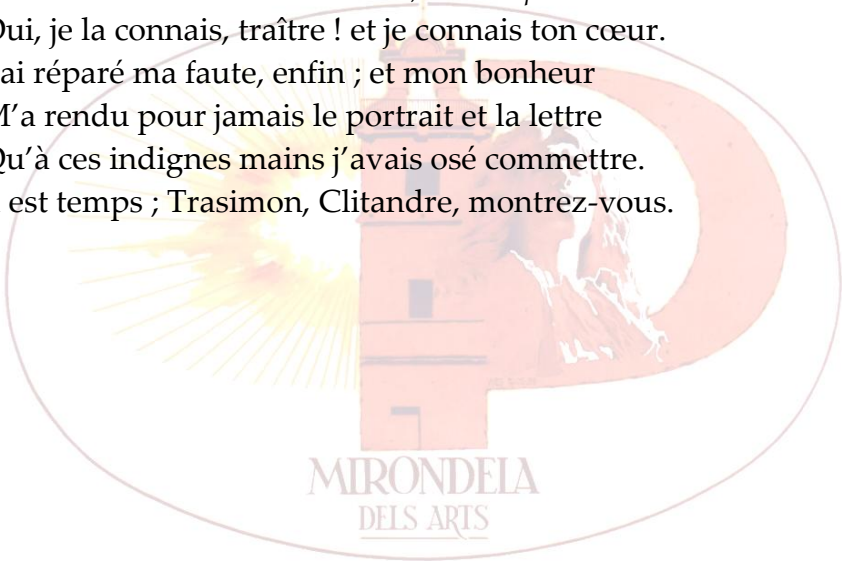 Oui, je la connais, traître ! et je connais ton cœur.
'ai réparé ma faute, enfin ; et mon bonheur
M'a rendu pour jamais le portrait et la lettre
Qu'à ces indignes mains j'avais osé commettre.
est temps ; Trasimon, Clitandre, montrez-vous.
MIRONDELA
DELS ARTS